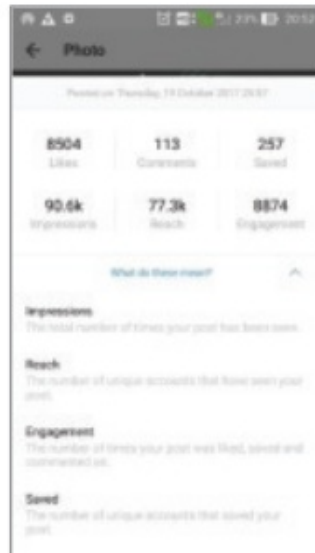 23% 20:52
← Photo
Posted on Thursday, 19 October 2017 20:07
8504 113 257
Likes Comments Saved
90.6k 77.3k 8874
Impressions Reach Engagement
What do these mean?
Impressions
The total number of times your post has been seen.
Reach
The number of unique accounts that have seen your
post.
Engagement
The number of times your post was liked, saved and
commented on.
Saved
The number of unique accounts that saved your
post.